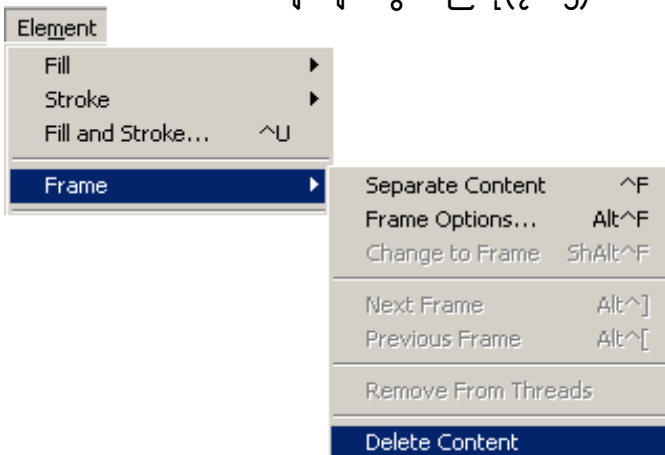 Element
Fill
Stroke
Fill and Stroke... ^U
Frame
Separate Content ^F
Frame Options... Alt^F
Change to Frame ShAlt^F
Next Frame Alt^]
Previous Frame Alt^[
Remove From Threads
Delete Content